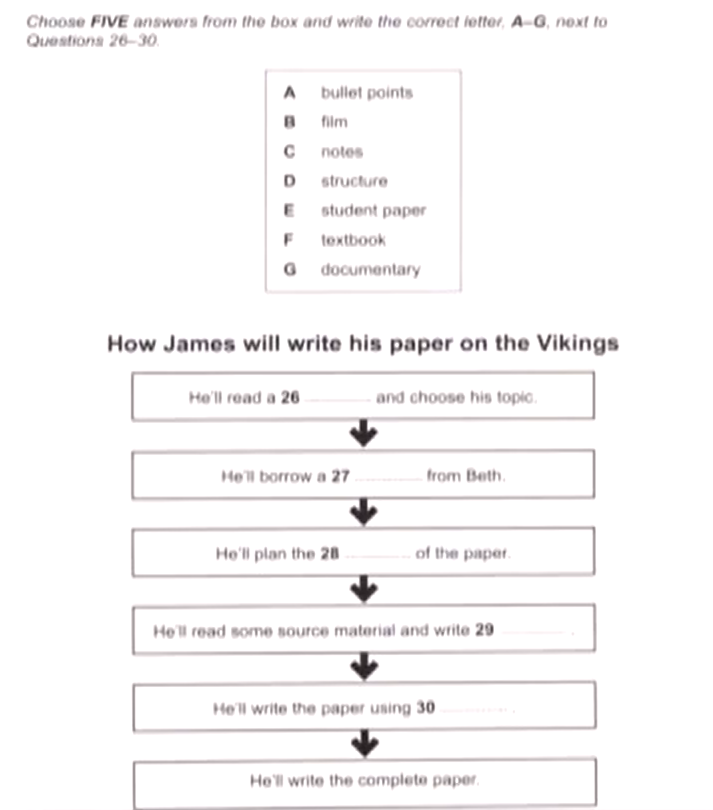 Choose FIVE answers from the box and write the correct letter, A–G, next to
Questions 26–30.
A bullet points
B film
C notes
D structure
E student paper
F textbook
G documentary
How James will write his paper on the Vikings
He'll read a 26 .............. and choose his topic.
He'll borrow a 27 .............. from Beth.
He'll plan the 28 .............. of the paper.
He'll read some source material and write 29 .............. .
He'll write the paper using 30 .............. .
He'll write the complete paper.